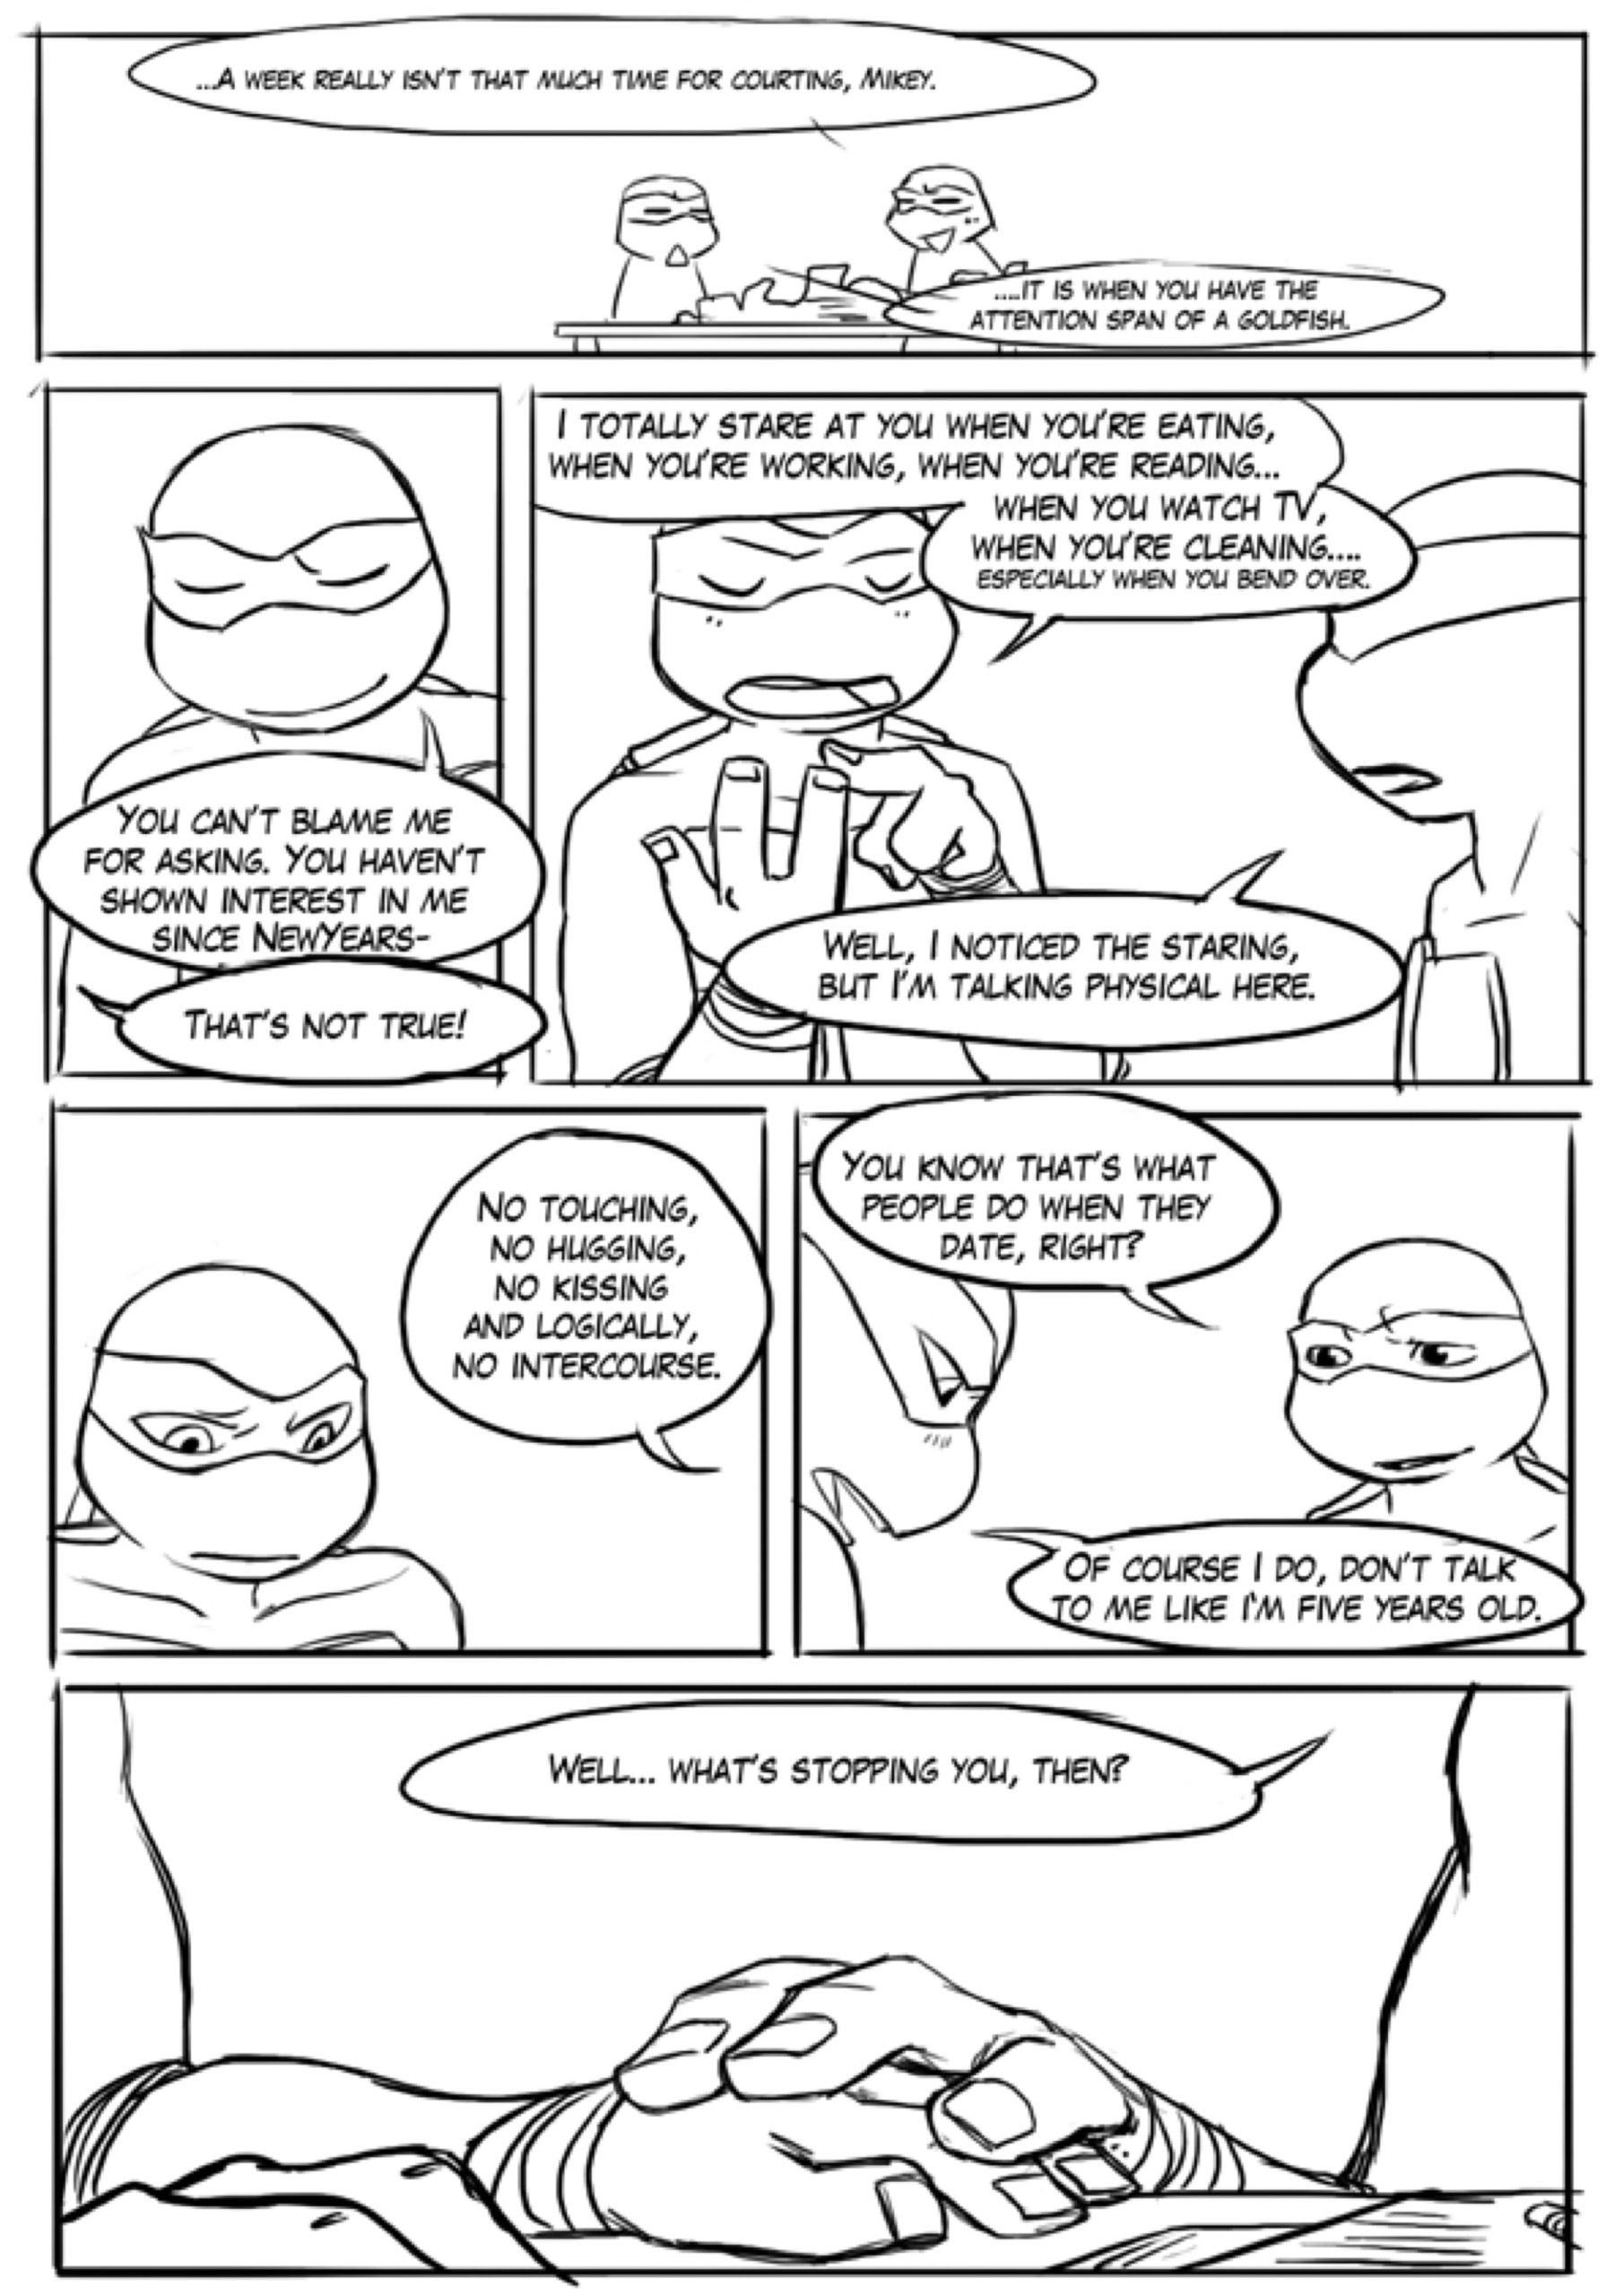 ...A week really isn't that much time for courting, Mikey.
....it is when you have the
attention span of a goldfish.
You can't blame me
for asking. You haven't
shown interest in me
since NewYears-
That's not true!
I totally stare at you when you're eating,
when you're working, when you're reading...
when you watch TV,
when you're cleaning....
especially when you bend over.
Well, I noticed the staring,
but I'm talking physical here.
No touching,
no hugging,
no kissing
and logically,
no intercourse.
You know that's what
people do when they
date, right?
Of course I do, don't talk
to me like i'm five years old.
Well... what's stopping you, then?